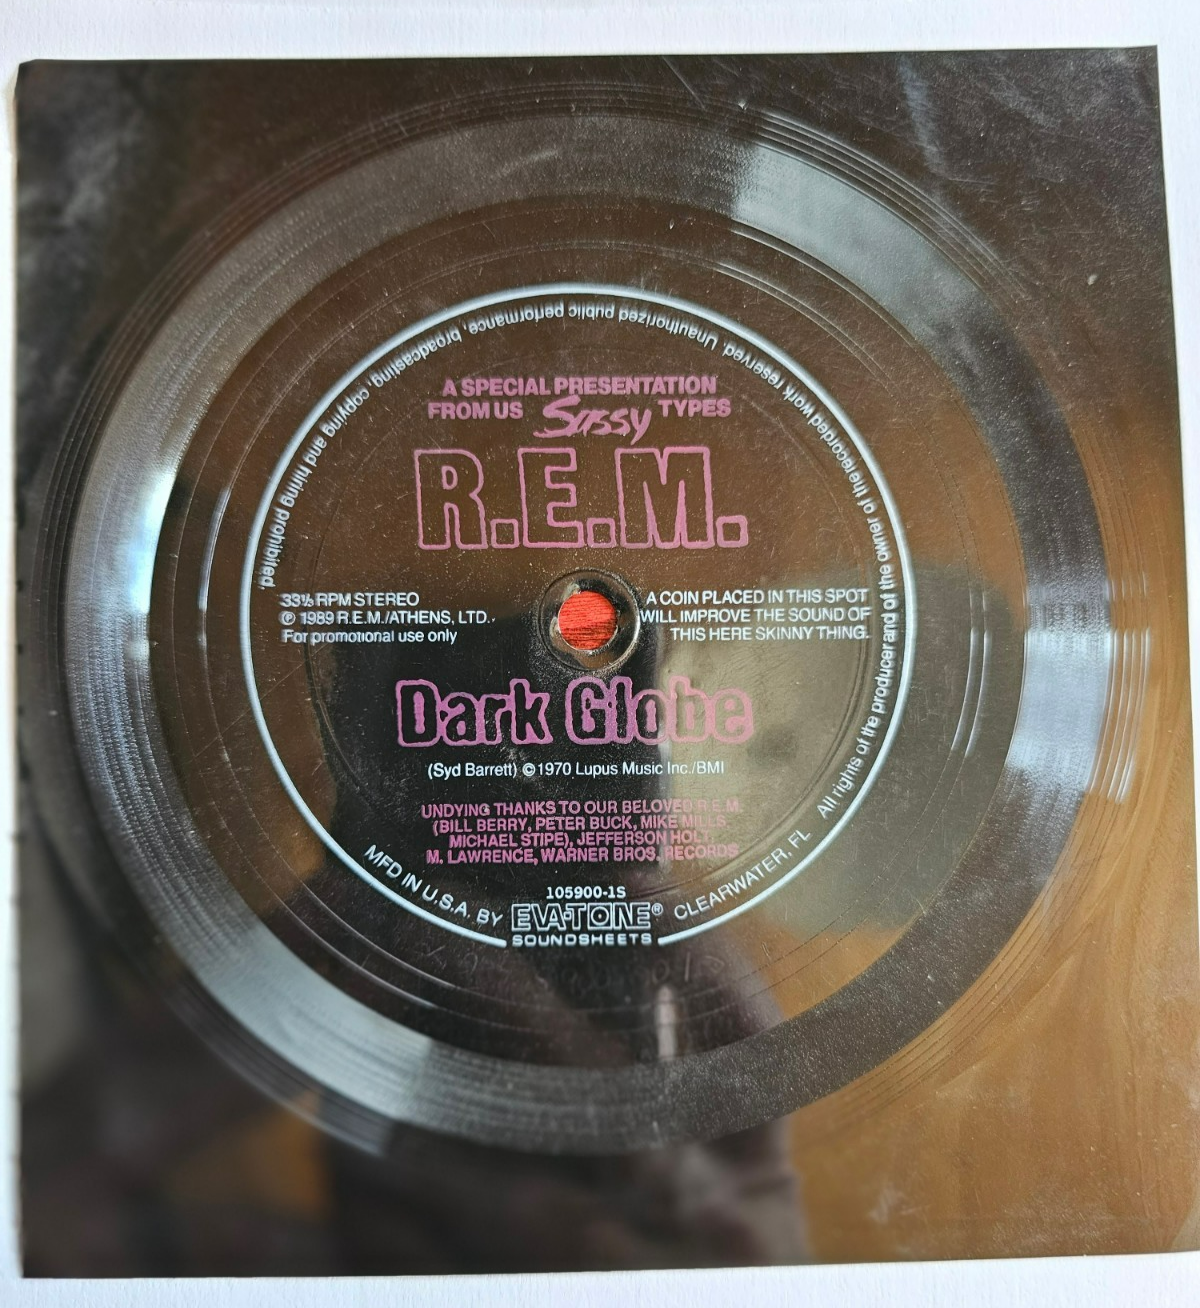 A SPECIAL PRESENTATION
FROM US Sassy TYPES
R.E.M.
33⅓ RPM STEREO
℗ 1989 R.E.M./ATHENS, LTD.
For promotional use only
A COIN PLACED IN THIS SPOT
WILL IMPROVE THE SOUND OF
THIS HERE SKINNY THING.
Dark Globe
(Syd Barrett) © 1970 Lupus Music Inc./BMI
UNDYING THANKS TO OUR BELOVED R.E.M.
(BILL BERRY, PETER BUCK, MIKE MILLS,
MICHAEL STIPE), JEFFERSON HOLT,
M. LAWRENCE, WARNER BROS. RECORDS
105900-1S
MFD IN U.S.A. BY EVA-TONE® CLEARWATER, FL
SOUNDSHEETS
All rights of the producer and of the owner of the recorded work reserved. Unauthorized public performance, broadcasting, copying and hiring prohibited.